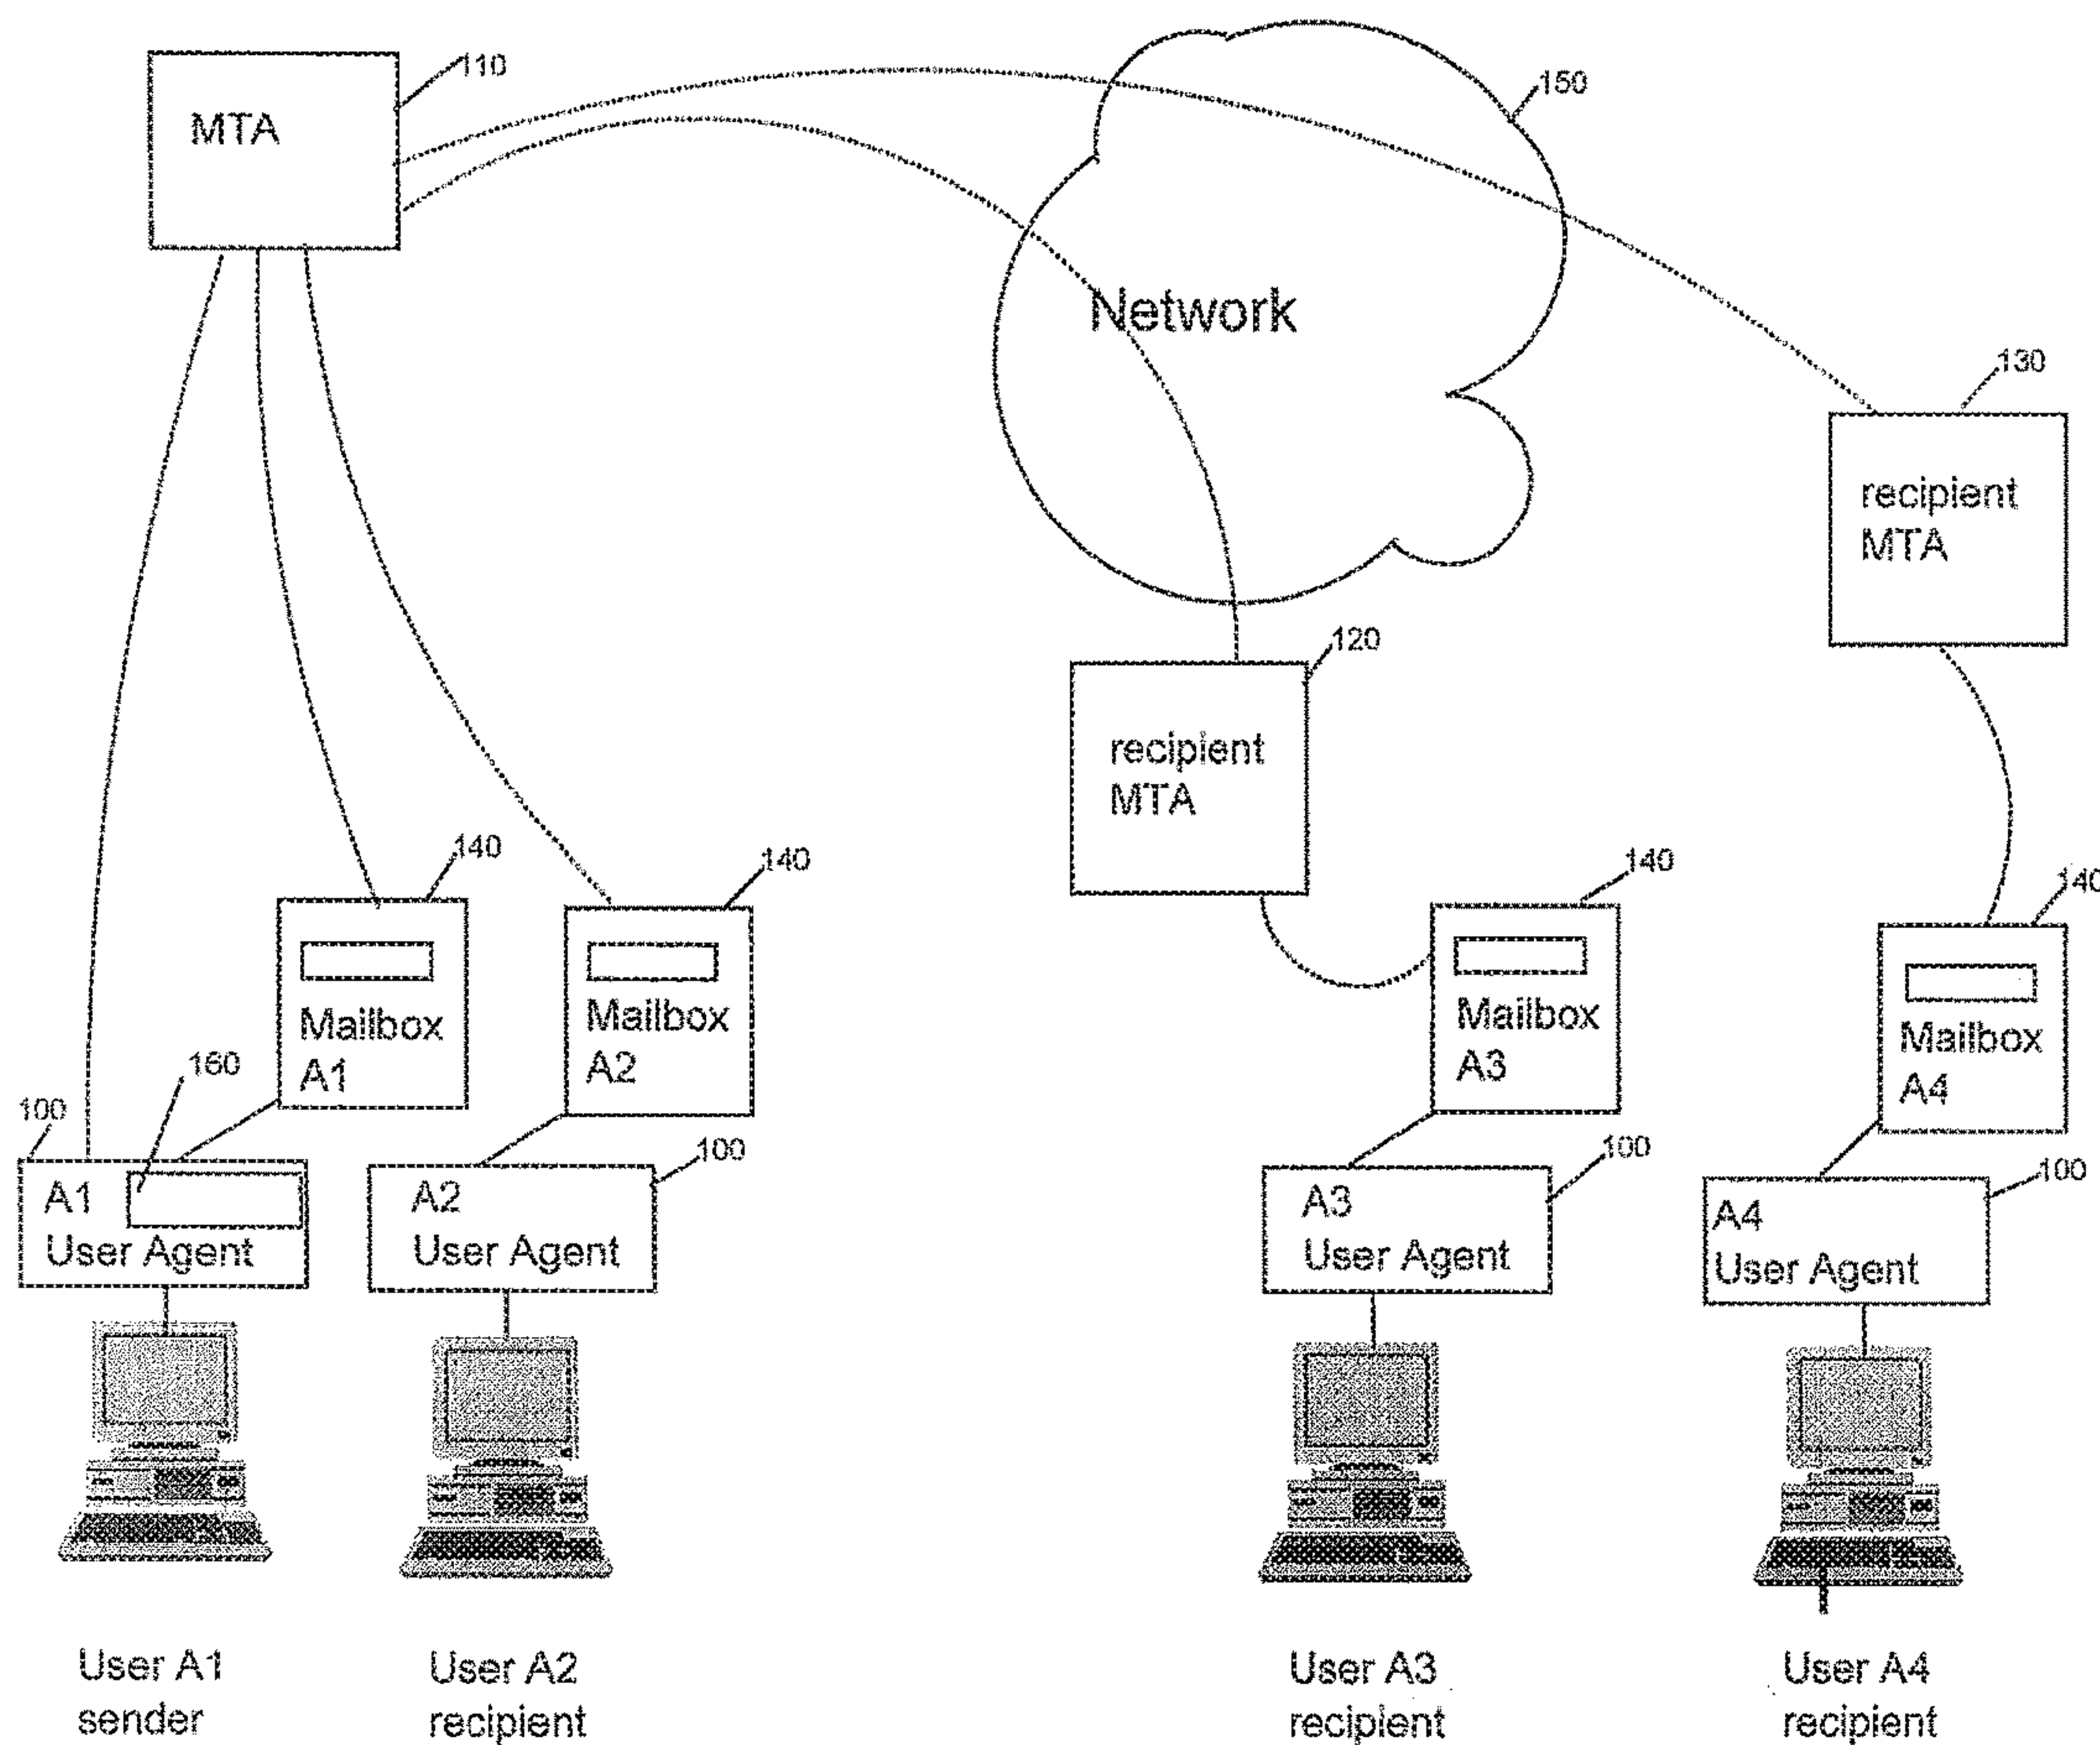 110
MTA
150
Network
130
recipient
MTA
120
recipient
MTA
140
140
140
140
Mailbox
A1
Mailbox
A2
Mailbox
A3
Mailbox
A4
160
100
A1
User Agent
100
A2
User Agent
100
A3
User Agent
100
A4
User Agent
User A1
sender
User A2
recipient
User A3
recipient
User A4
recipient